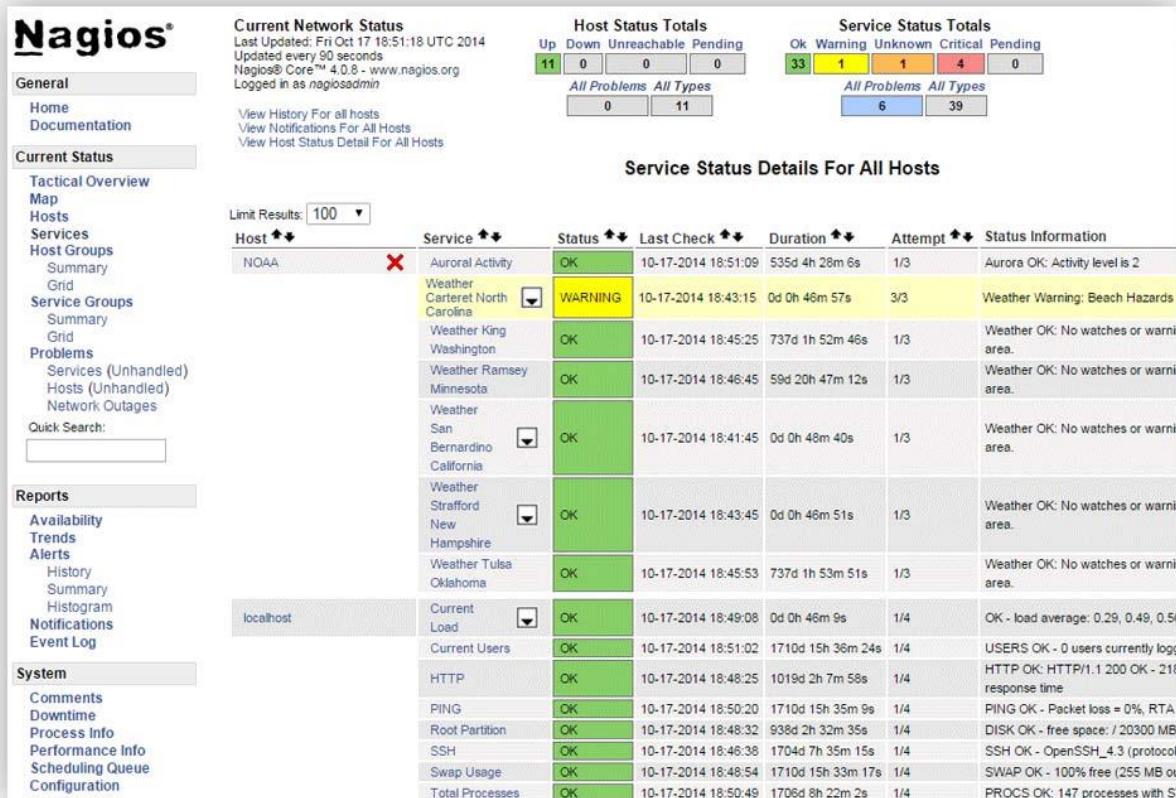 Nagios®
General
Home
Documentation
Current Status
Tactical Overview
Map
Hosts
Services
Host Groups
Summary
Grid
Service Groups
Summary
Grid
Problems
Services (Unhandled)
Hosts (Unhandled)
Network Outages
Quick Search:
Reports
Availability
Trends
Alerts
History
Summary
Histogram
Notifications
Event Log
System
Comments
Downtime
Process Info
Performance Info
Scheduling Queue
Configuration
Current Network Status
Last Updated: Fri Oct 17 18:51:18 UTC 2014
Updated every 90 seconds
Nagios® Core™ 4.0.8 - www.nagios.org
Logged in as nagiosadmin
View History For all hosts
View Notifications For All Hosts
View Host Status Detail For All Hosts
Host Status Totals
Up Down Unreachable Pending
11 0 0 0
All Problems All Types
0 11
Service Status Totals
Ok Warning Unknown Critical Pending
33 1 1 4 0
All Problems All Types
6 39
Service Status Details For All Hosts
Limit Results: 100
Host Service Status Last Check Duration Attempt Status Information
NOAA Auroral Activity OK 10-17-2014 18:51:09 535d 4h 28m 6s 1/3 Aurora OK: Activity level is 2
Weather
Carteret North
Carolina
WARNING 10-17-2014 18:43:15 0d 0h 46m 57s 3/3 Weather Warning: Beach Hazards
Weather King
Washington
OK 10-17-2014 18:45:25 737d 1h 52m 46s 1/3 Weather OK: No watches or warni
area.
Weather Ramsey
Minnesota
OK 10-17-2014 18:46:45 59d 20h 47m 12s 1/3 Weather OK: No watches or warni
area.
Weather
San
Bernardino
California
OK 10-17-2014 18:41:45 0d 0h 48m 40s 1/3 Weather OK: No watches or warni
area.
Weather
Strafford
New
Hampshire
OK 10-17-2014 18:43:45 0d 0h 46m 51s 1/3 Weather OK: No watches or warni
area.
Weather Tulsa
Oklahoma
OK 10-17-2014 18:45:53 737d 1h 53m 51s 1/3 Weather OK: No watches or warni
area.
localhost
Current
Load
OK 10-17-2014 18:49:08 0d 0h 46m 9s 1/4 OK - load average: 0.29, 0.49, 0.50
Current Users OK 10-17-2014 18:51:02 1710d 15h 36m 24s 1/4 USERS OK - 0 users currently logg
HTTP OK 10-17-2014 18:48:25 1019d 2h 7m 58s 1/4 HTTP OK: HTTP/1.1 200 OK - 218
response time
PING OK 10-17-2014 18:50:20 1710d 15h 35m 9s 1/4 PING OK - Packet loss = 0%, RTA
Root Partition OK 10-17-2014 18:48:32 938d 2h 32m 35s 1/4 DISK OK - free space: / 20300 MB
SSH OK 10-17-2014 18:46:38 1704d 7h 35m 15s 1/4 SSH OK - OpenSSH_4.3 (protocol
Swap Usage OK 10-17-2014 18:48:54 1710d 15h 33m 17s 1/4 SWAP OK - 100% free (255 MB ou
Total Processes OK 10-17-2014 18:50:49 1706d 8h 22m 2s 1/4 PROCS OK: 147 processes with S